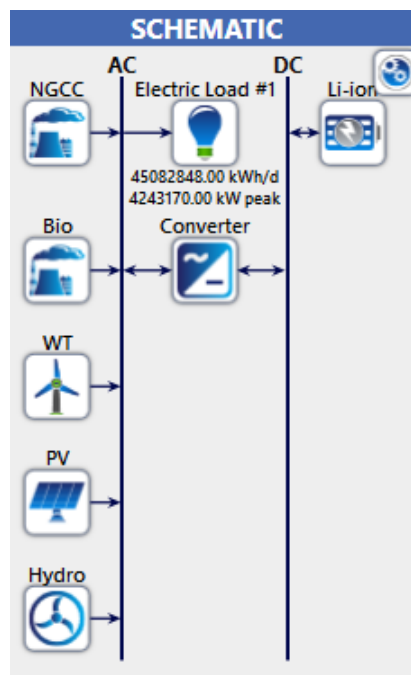 SCHEMATIC
AC DC
NGCC Electric Load #1 Li-ion
45082848.00 kWh/d
4243170.00 kW peak
Bio Converter
WT
PV
Hydro